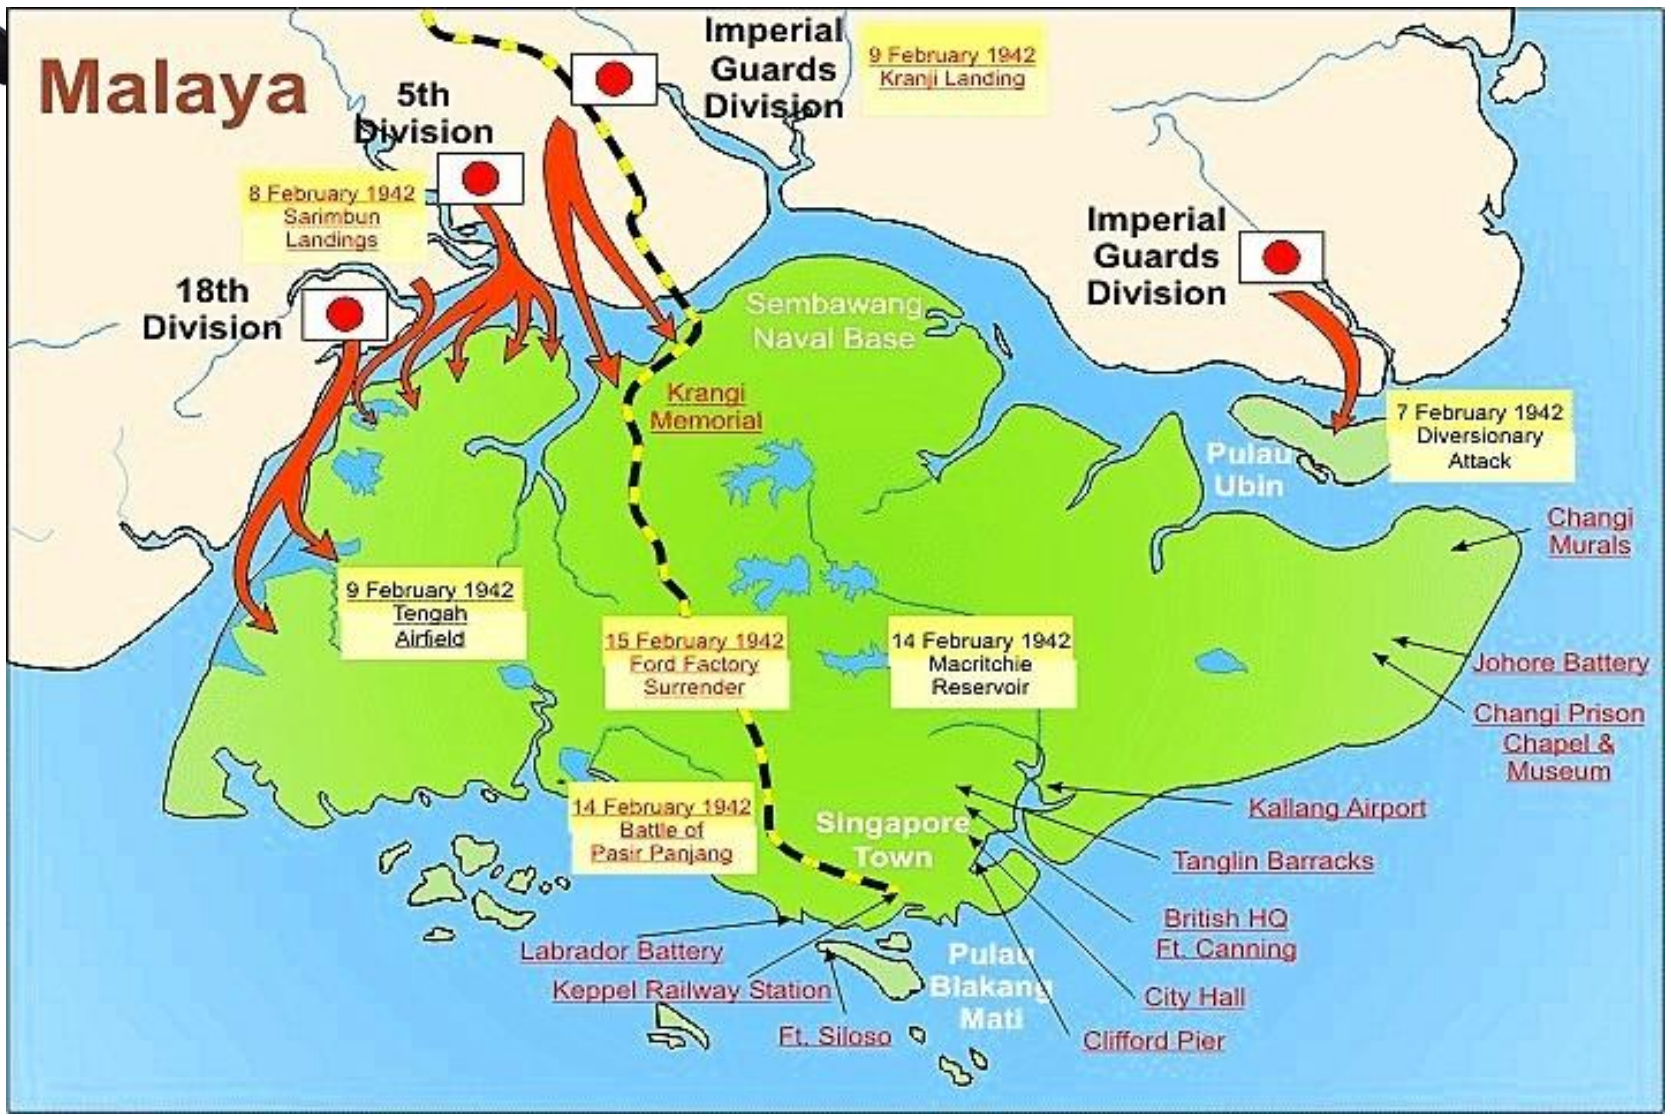 Malaya
5th
Division
Imperial
Guards
Division
9 February 1942
Kranji Landing
8 February 1942
Sarimbun
Landings
18th
Division
Imperial
Guards
Division
Sembawang
Naval Base
Krangi
Memorial
7 February 1942
Diversionary
Attack
Pulau
Ubin
Changi
Murals
9 February 1942
Tengah
Airfield
15 February 1942
Ford Factory
Surrender
14 February 1942
Macritchie
Reservoir
Johore Battery
Changi Prison
Chapel &
Museum
14 February 1942
Battle of
Pasir Panjang
Singapore
Town
Kallang Airport
Tanglin Barracks
British HQ
Ft. Canning
Labrador Battery
Keppel Railway Station
Pulau
Blakang
Mati
City Hall
Ft. Siloso
Clifford Pier